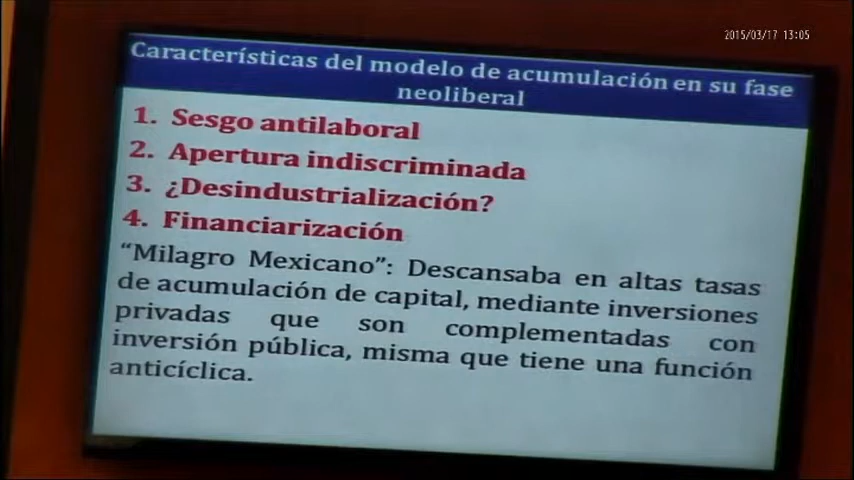 2015/03/17 13:05
Características del modelo de acumulación en su fase
neoliberal
1. Sesgo antilaboral
2. Apertura indiscriminada
3. ¿Desindustrialización?
4. Financiarización
“Milagro Mexicano”: Descansaba en altas tasas
de acumulación de capital, mediante inversiones
privadas que son complementadas con
inversión pública, misma que tiene una función
anticíclica.